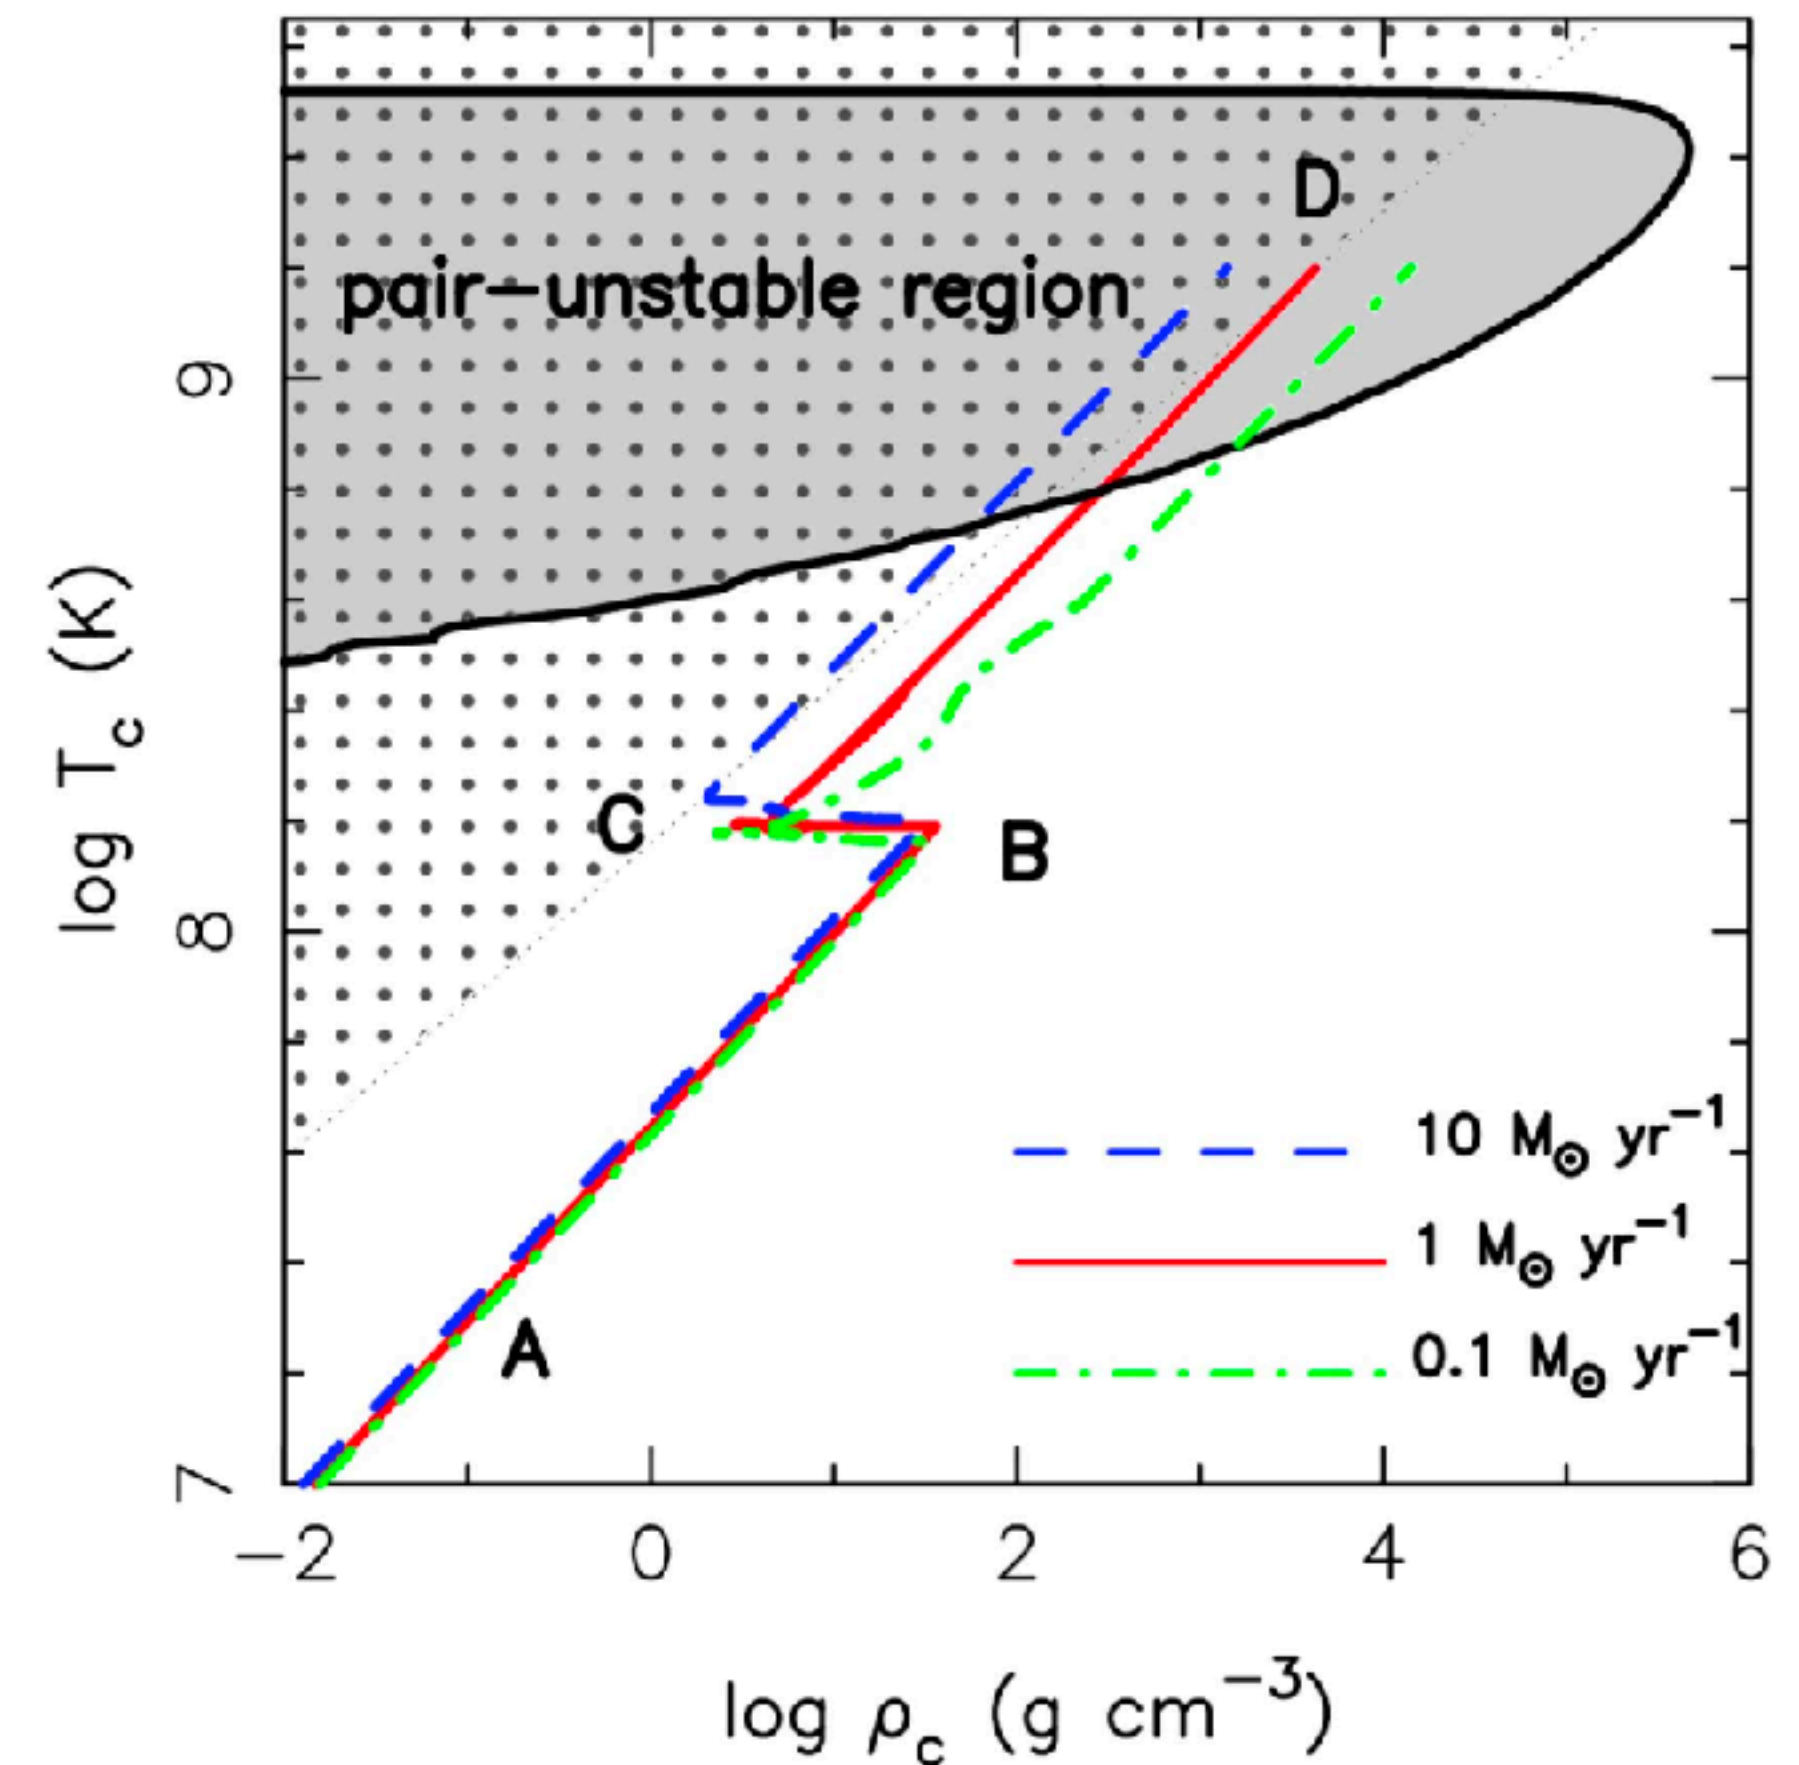 D
pair-unstable region
9
log T_c (K)
C
B
8
10 M⊙ yr⁻¹
1 M⊙ yr⁻¹
A
0.1 M⊙ yr⁻¹
7
−2 0 2 4 6
log ρ_c (g cm⁻³)